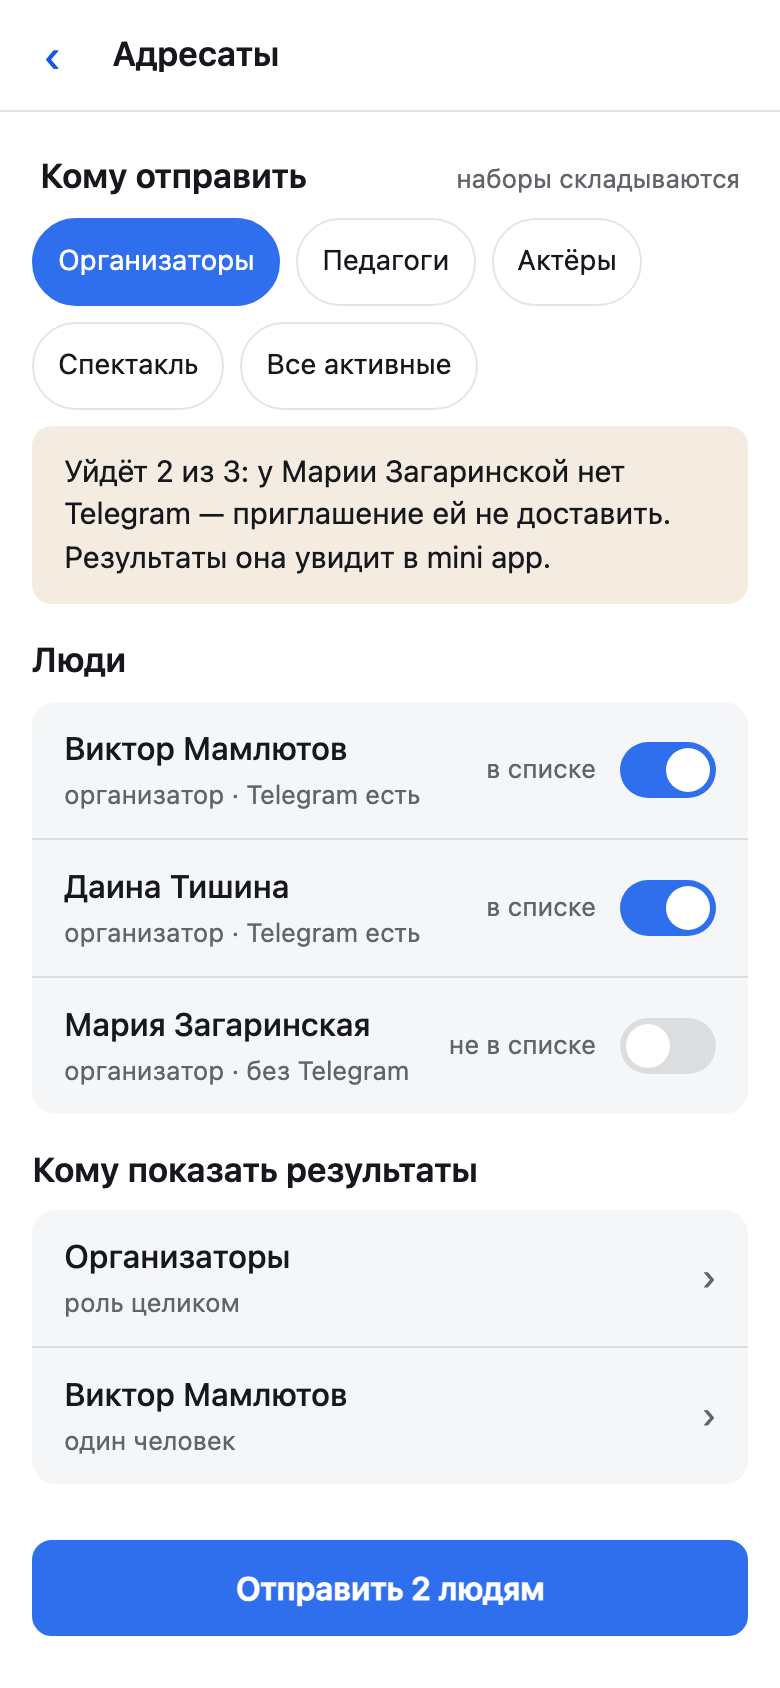 ‹ Адресаты
Кому отправить
наборы складываются
Организаторы
Педагоги
Актёры
Спектакль
Все активные
Уйдёт 2 из 3: у Марии Загаринской нет
Telegram — приглашение ей не доставить.
Результаты она увидит в mini app.
Люди
Виктор Мамлютов
организатор · Telegram есть
в списке
Даина Тишина
организатор · Telegram есть
в списке
Мария Загаринская
организатор · без Telegram
не в списке
Кому показать результаты
Организаторы
роль целиком
›
Виктор Мамлютов
один человек
›
Отправить 2 людям